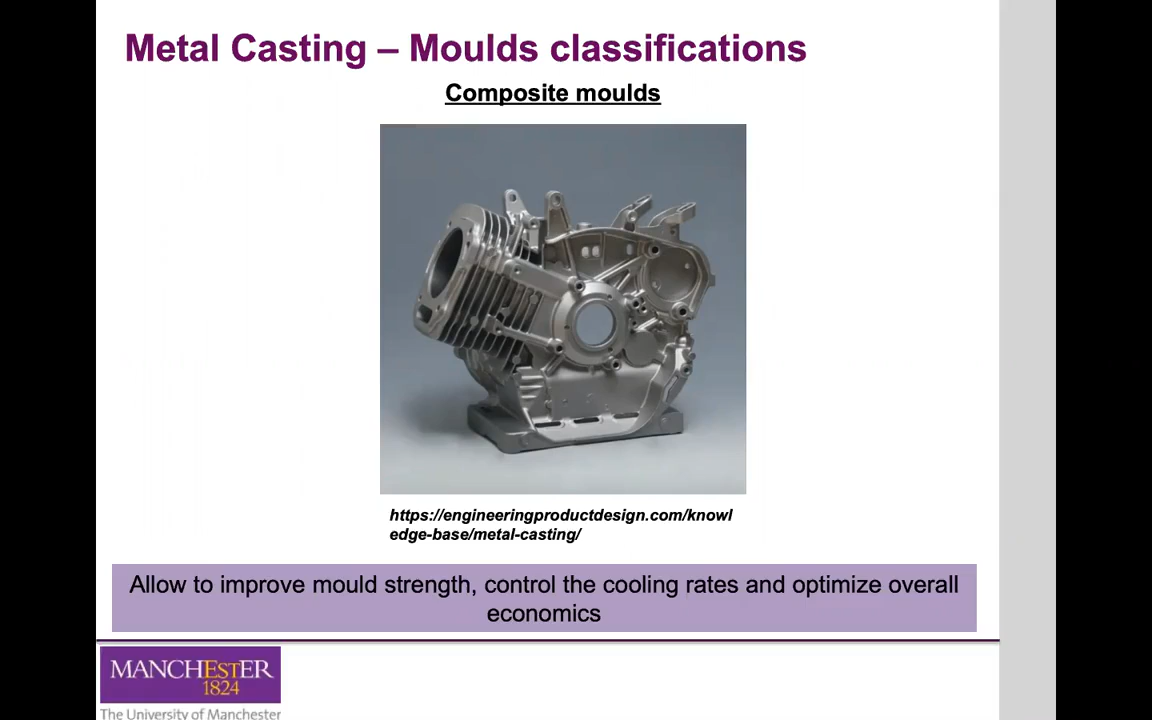 Metal Casting – Moulds classifications
Composite moulds
https://engineeringproductdesign.com/knowl
edge-base/metal-casting/
Allow to improve mould strength, control the cooling rates and optimize overall
economics
MANCHESTER
1824
The University of Manchester